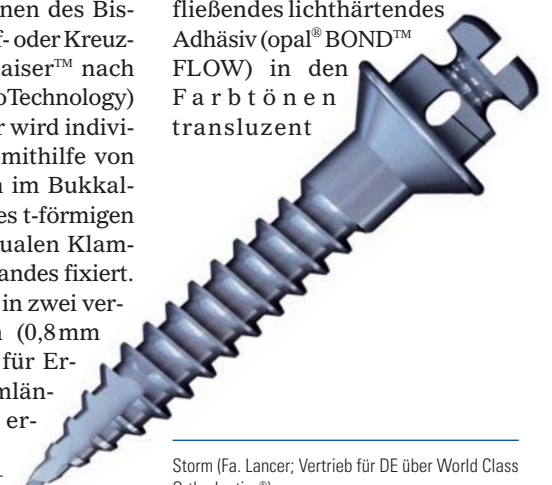 nen des Bis-
f- oder Kreuz-
aiser™ nach
oTechnology)
r wird indivi-
mithilfe von
n im Bukkal-
es t-förmigen
ualen Klam-
andes fixiert.
in zwei ver-
(0,8 mm
für Er-
mlän-
er-
fließendes lichthärtendes
Adhäsiv (opal® BOND™
FLOW) in den
Farbtönen
transluzent
Storm (Fa. Lancer; Vertrieb für DE über World Class